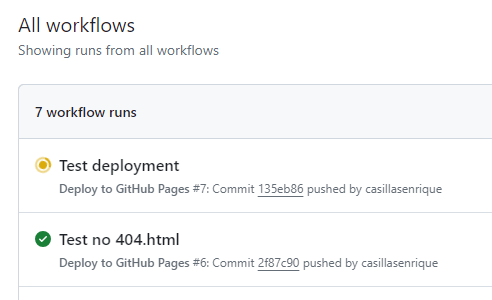 All workflows
Showing runs from all workflows
7 workflow runs
Test deployment
Deploy to GitHub Pages #7: Commit 135eb86 pushed by casillasenrique
Test no 404.html
Deploy to GitHub Pages #6: Commit 2f87c90 pushed by casillasenrique